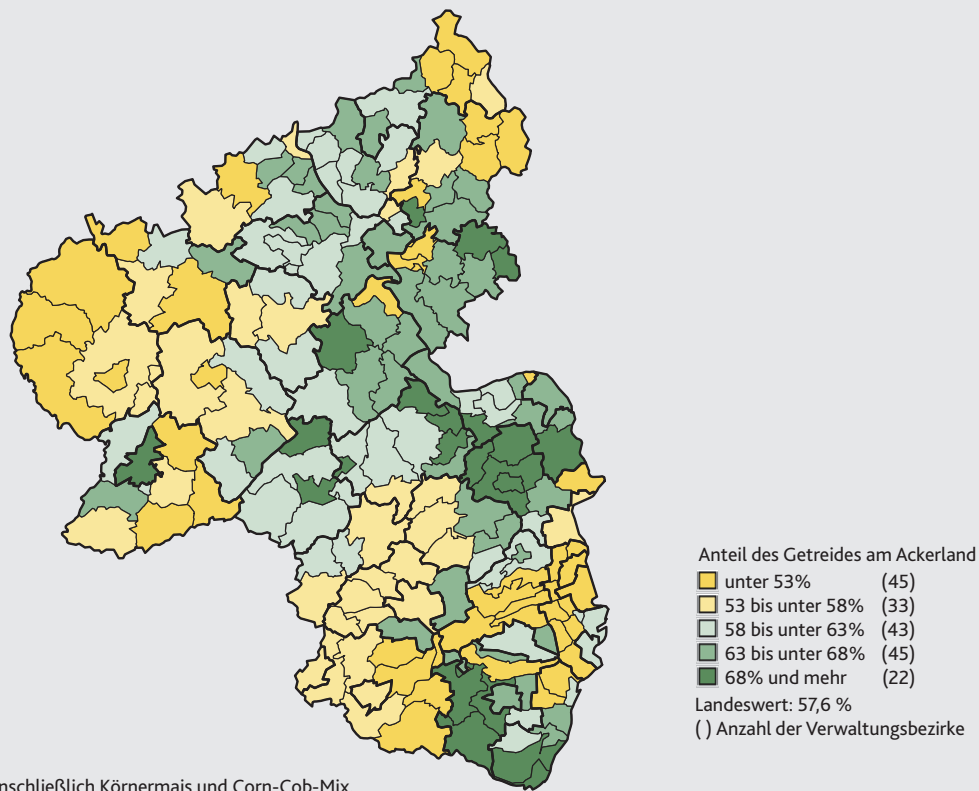 Anteil des Getreides am Ackerland
unter 53% (45)
53 bis unter 58% (33)
58 bis unter 63% (43)
63 bis unter 68% (45)
68% und mehr (22)
Landeswert: 57,6 %
( ) Anzahl der Verwaltungsbezirke
Körnermais und Corn-Cob-Mix